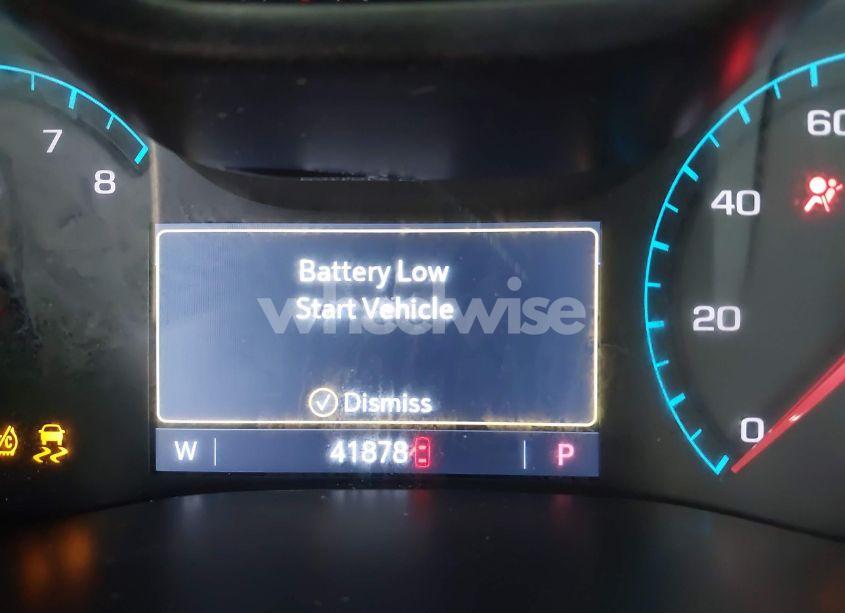 7
8
60
40
20
0
Battery Low
Start Vehicle
wheelwise
Dismiss
W
41878
P